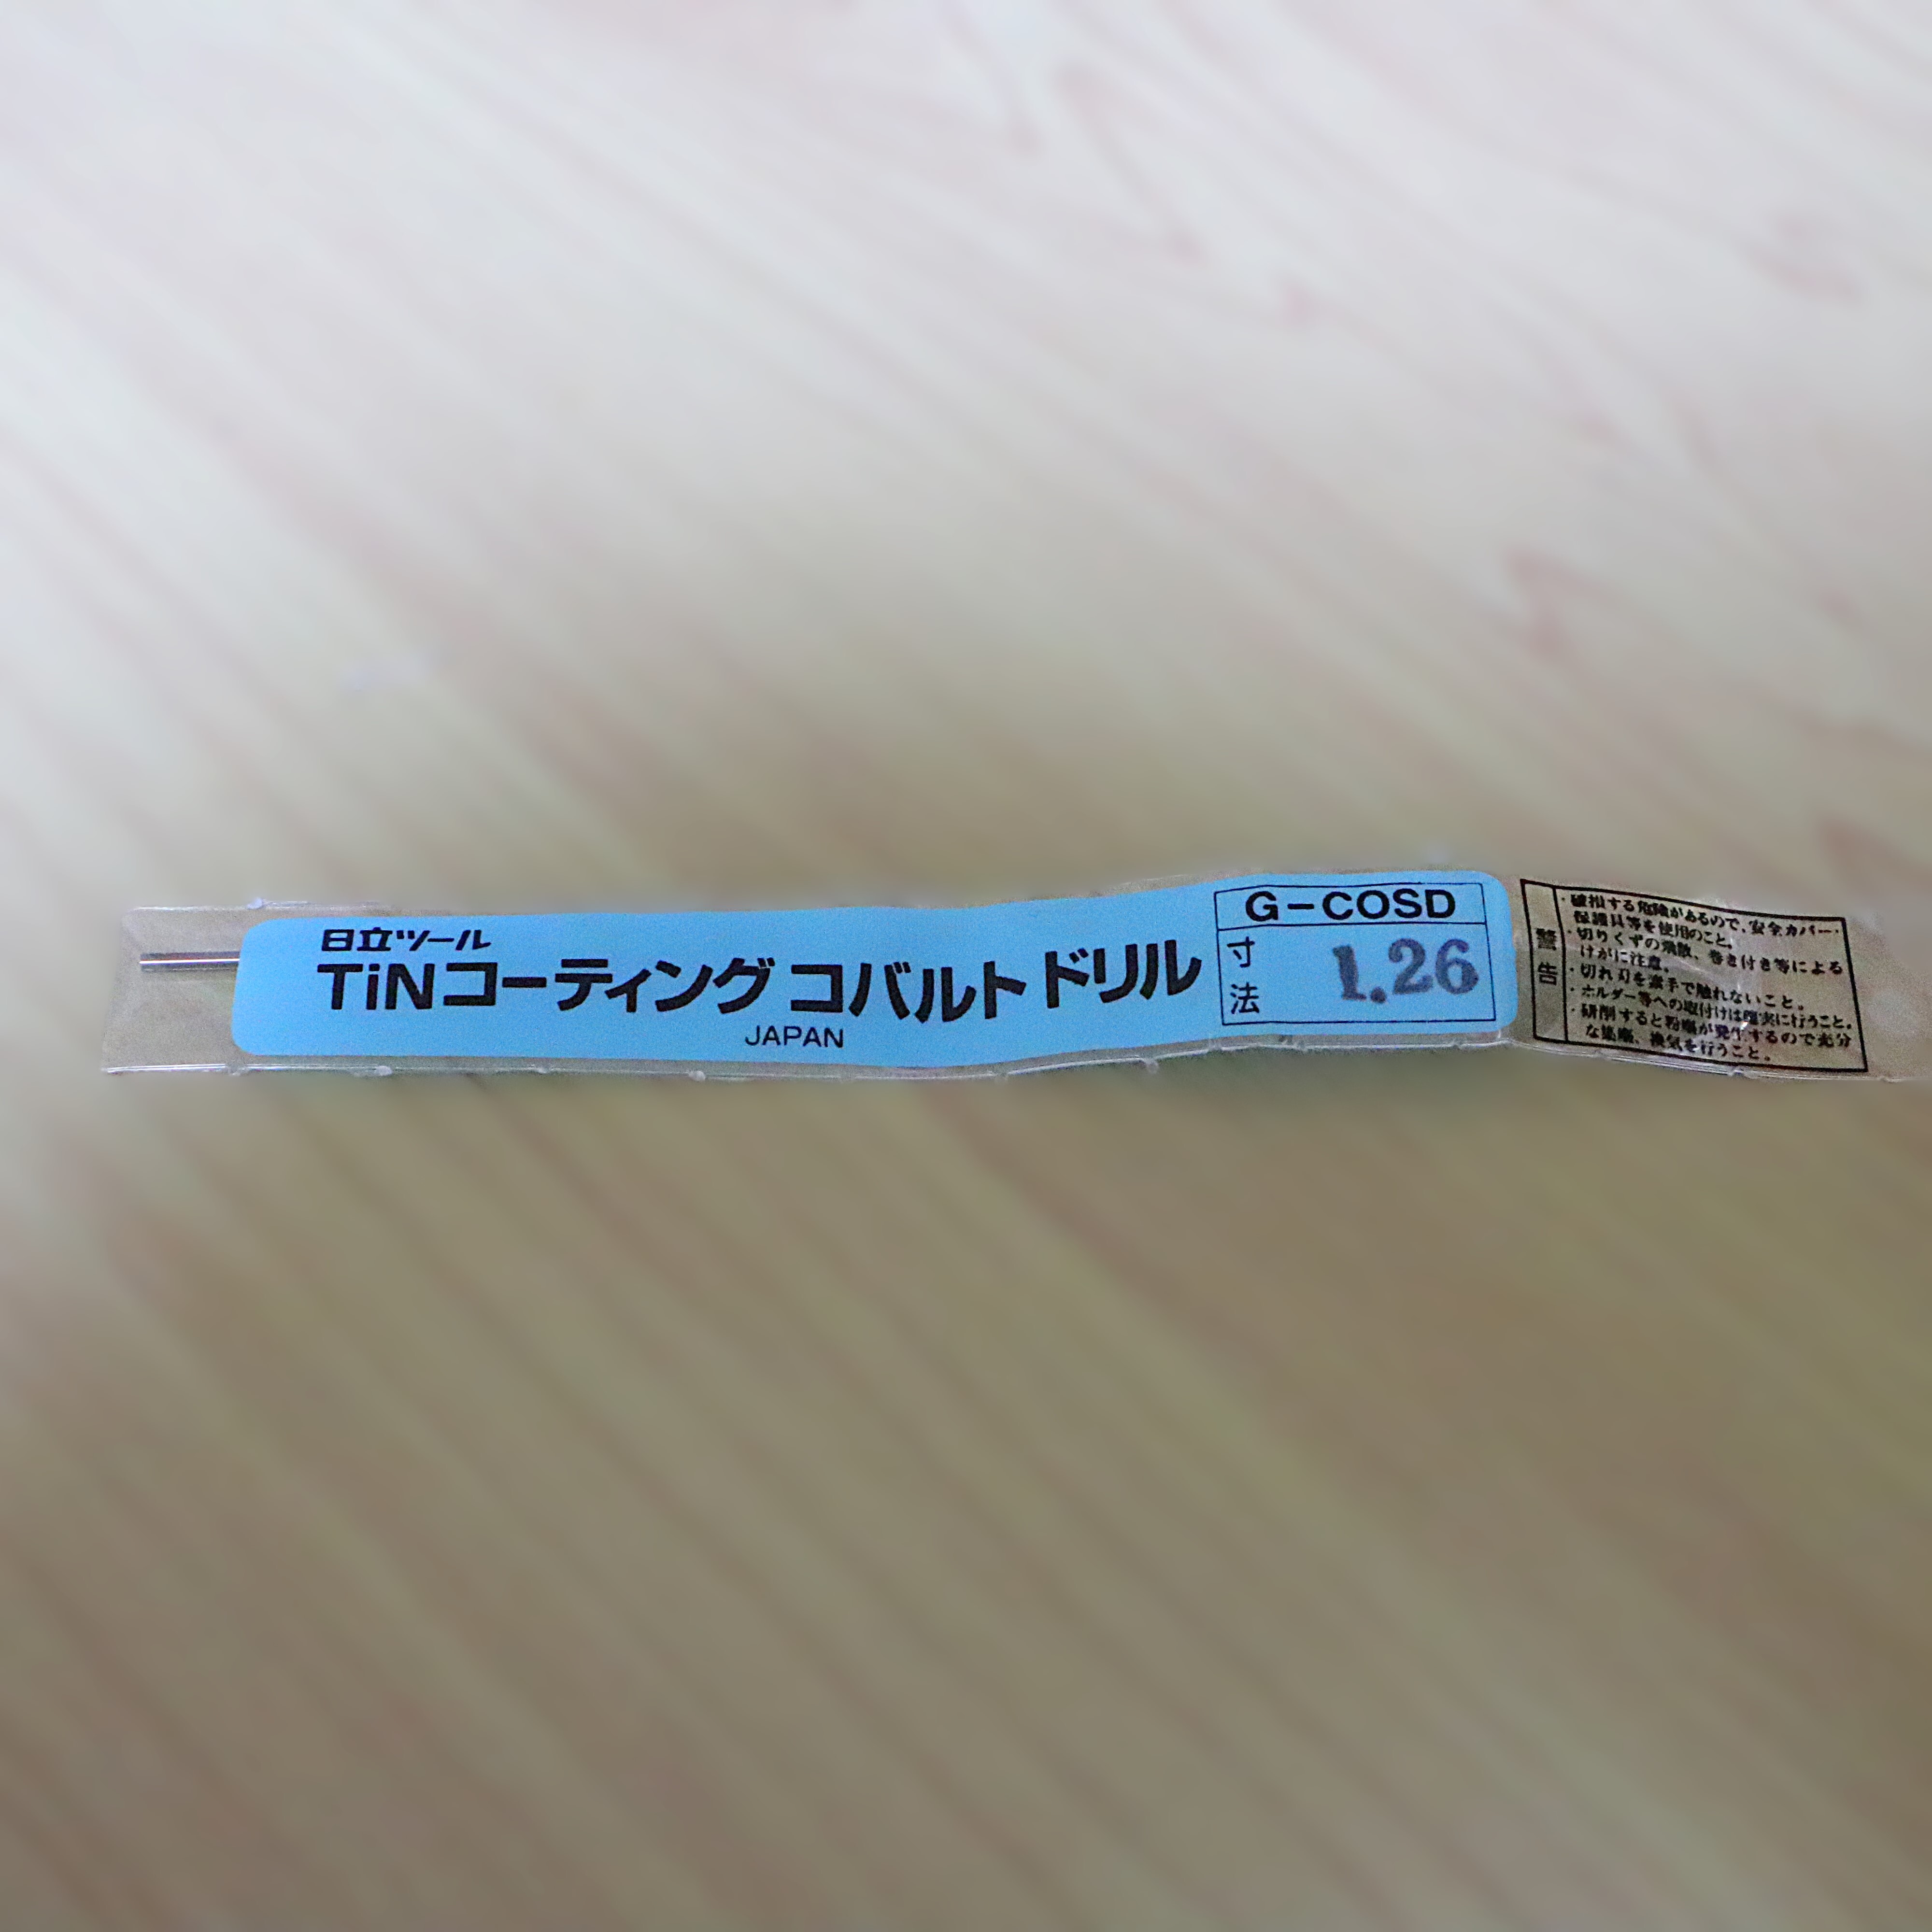 日立ツール
TiNコーティング コバルトドリル
JAPAN
G-COSD
寸法
1.26
警告
・破損する危険があるので、安全カバー・
保護具等を使用のこと。
・切りくずの飛散、巻き付き等による
けがに注意。
・切れ刃を素手で触れないこと。
・ホルダー等への取付けは確実に行うこと。
・研削すると粉塵が発生するので充分
な集塵、換気を行うこと。